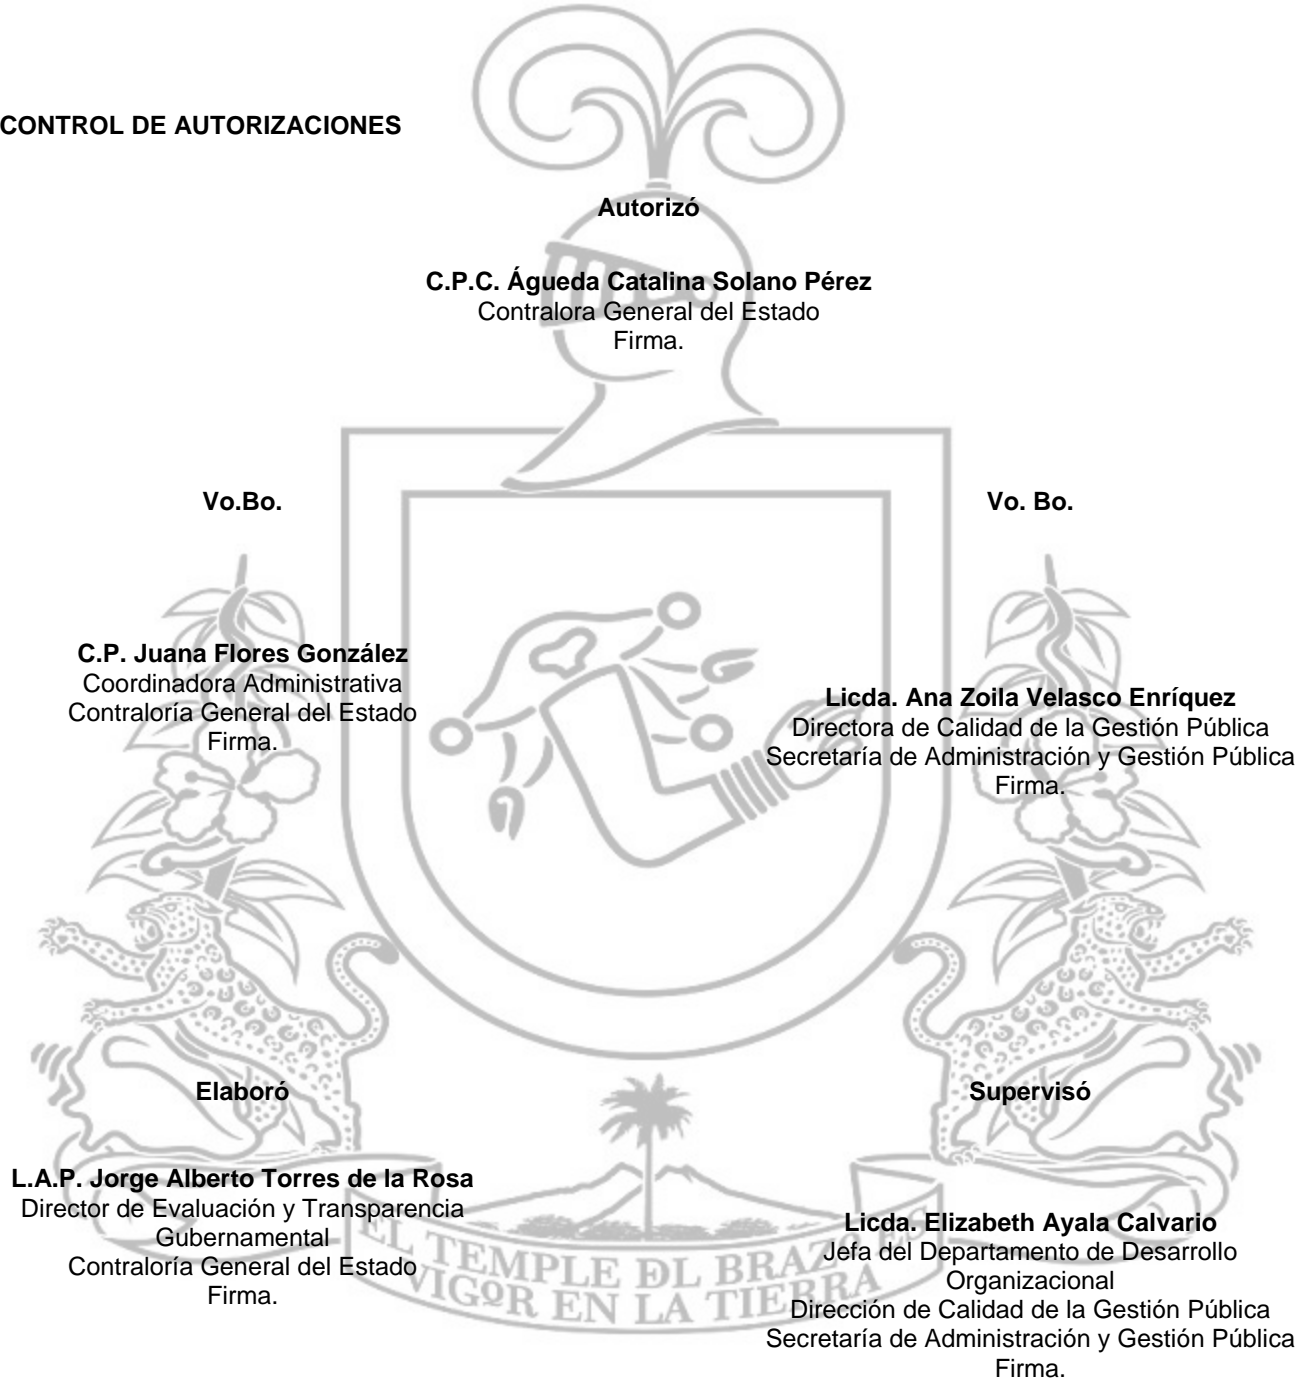 CONTROL DE AUTORIZACIONES
Autorizó
C.P.C. Águeda Catalina Solano Pérez
Contralora General del Estado
Firma.
Vo.Bo.
C.P. Juana Flores González
Coordinadora Administrativa
Contraloría General del Estado
Firma.
Vo. Bo.
Licda. Ana Zoila Velasco Enríquez
Directora de Calidad de la Gestión Pública
Secretaría de Administración y Gestión Pública
Firma.
Elaboró
L.A.P. Jorge Alberto Torres de la Rosa
Director de Evaluación y Transparencia
Gubernamental
Contraloría General del Estado
Firma.
Supervisó
Licda. Elizabeth Ayala Calvario
Jefa del Departamento de Desarrollo
Organizacional
Dirección de Calidad de la Gestión Pública
Secretaría de Administración y Gestión Pública
Firma.
EL TEMPLE DL BRAZO ES
VIGOR EN LA TIERRA